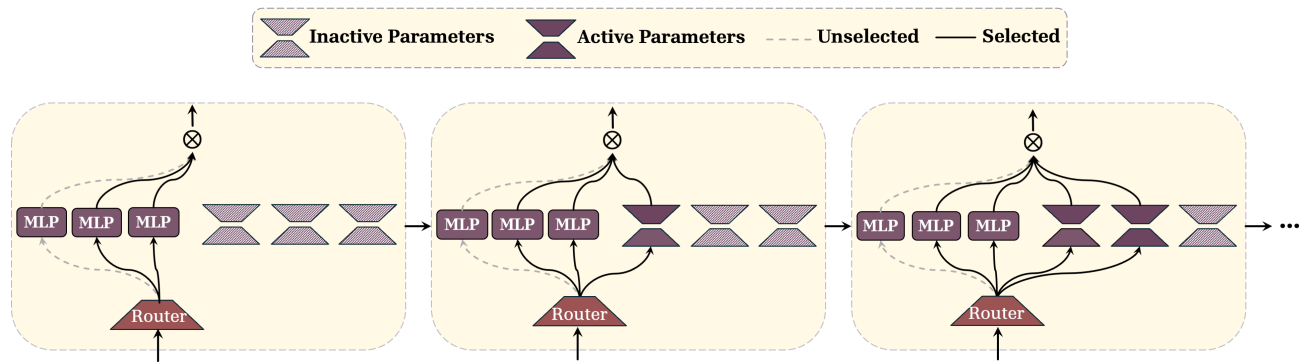 Inactive Parameters Active Parameters Unselected Selected
MLP MLP MLP
Router
MLP MLP MLP
Router
MLP MLP MLP
Router
...